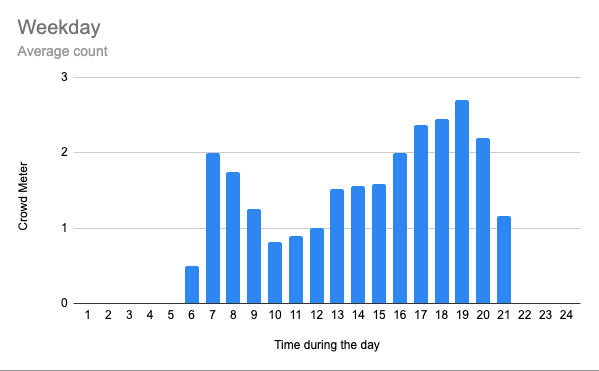 Weekday
Average count
3
2
1
0
Crowd Meter
1 2 3 4 5 6 7 8 9 10 11 12 13 14 15 16 17 18 19 20 21 22 23 24
Time during the day